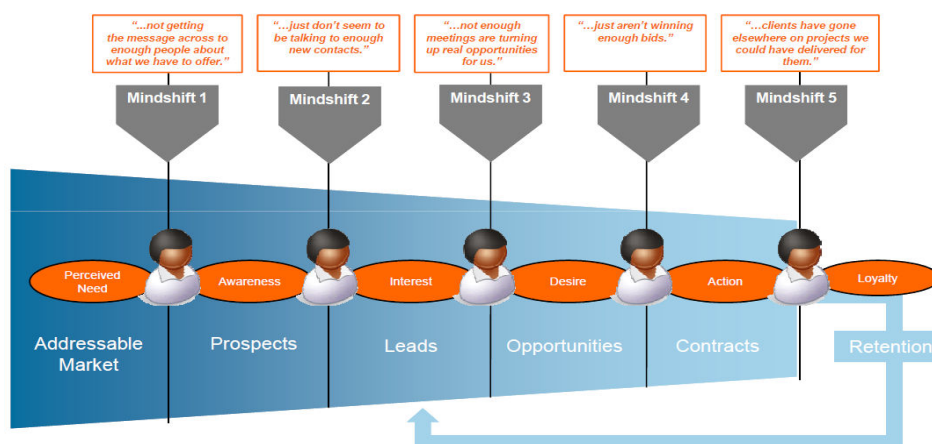 "...not getting
the message across to
enough people about
what we have to offer."
"...just don't seem to
be talking to enough
new contacts."
"...not enough
meetings are turning
up real opportunities
for us."
"...just aren't winning
enough bids."
"...clients have gone
elsewhere on projects we
could have delivered for
them."
Mindshift 1
Mindshift 2
Mindshift 3
Mindshift 4
Mindshift 5
Perceived
Need
Awareness
Interest
Desire
Action
Loyalty
Addressable
Market
Prospects
Leads
Opportunities
Contracts
Retention